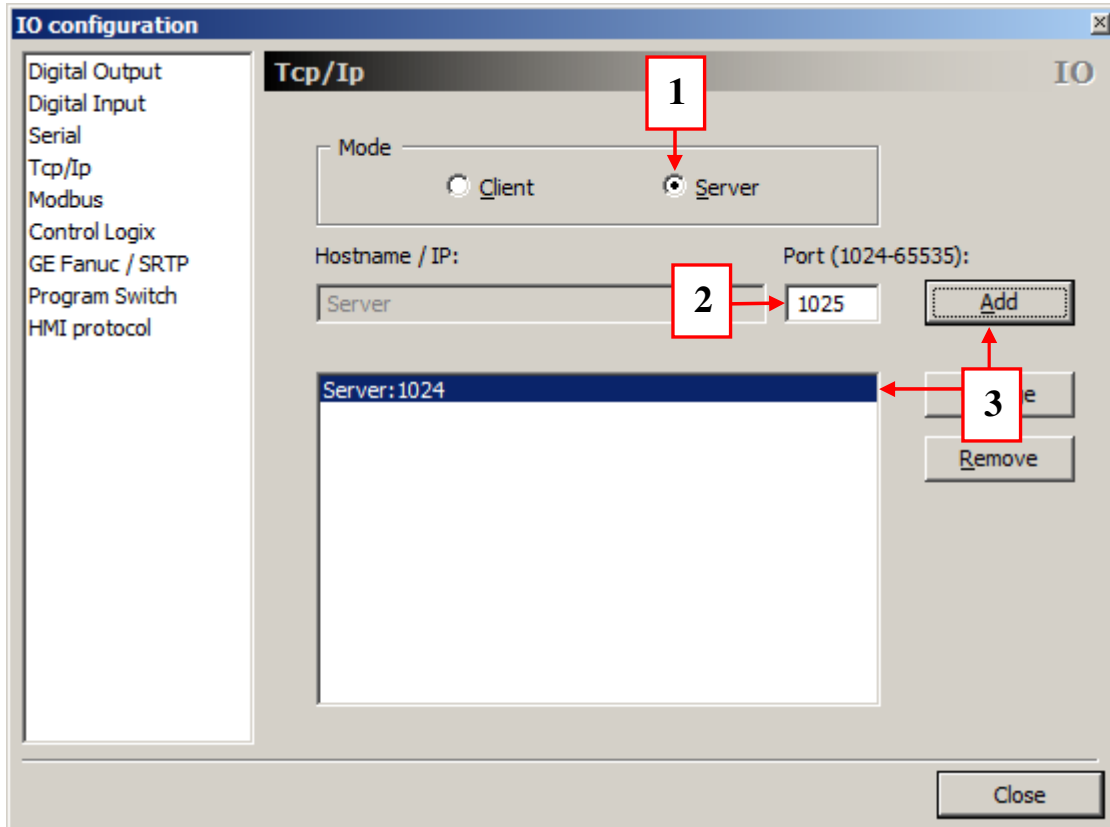 IO configuration
Digital Output
Digital Input
Serial
Tcp/Ip
Modbus
Control Logix
GE Fanuc / SRTP
Program Switch
HMI protocol
Tcp/Ip
IO
1
Mode
Client
Server
Hostname / IP:
Port (1024-65535):
Server
2
1025
Add
Server:1024
3
Remove
Close